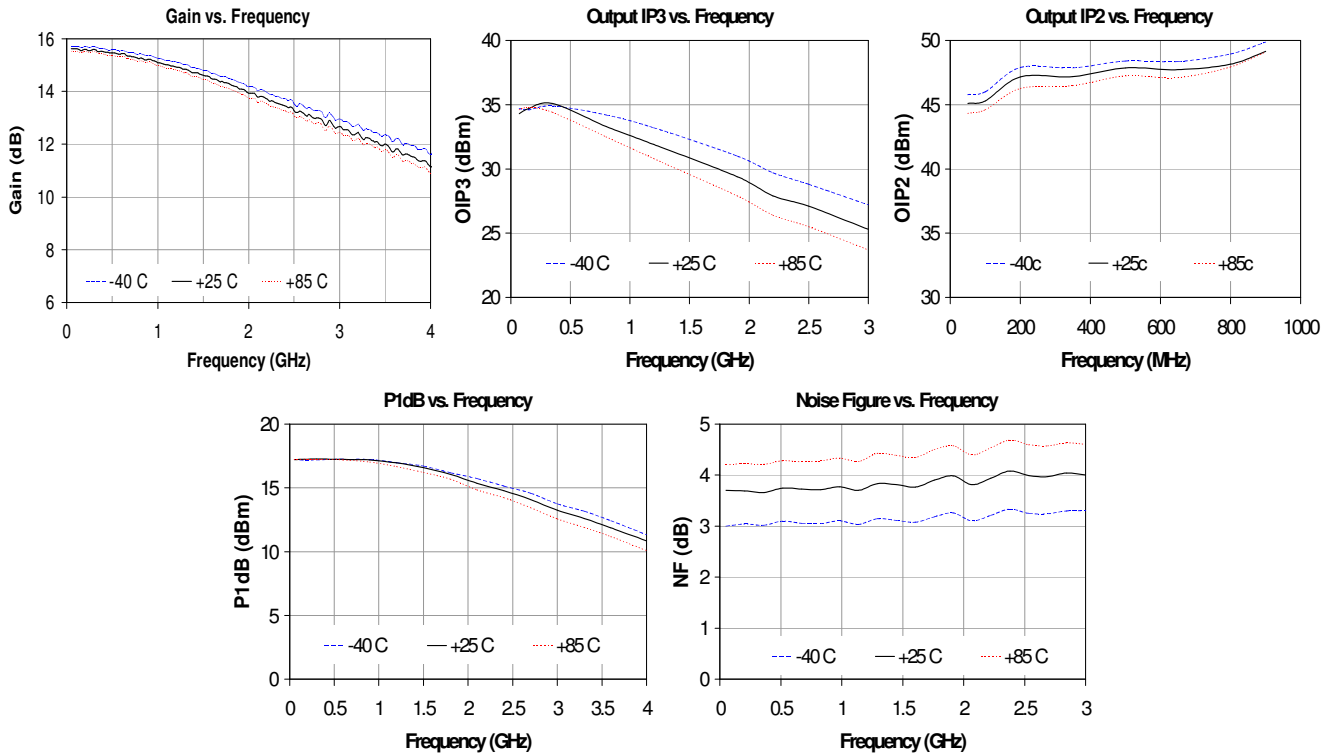 Gain vs. Frequency
16
14
12
10
8
6
Gain (dB)
-40 C
+25 C
+85 C
0
1
2
3
4
Frequency (GHz)
Output IP3 vs. Frequency
40
35
30
25
20
OIP3 (dBm)
-40 C
+25 C
+85 C
0
0.5
1
1.5
2
2.5
3
Frequency (GHz)
Output IP2 vs. Frequency
50
45
40
35
30
OIP2 (dBm)
-40c
+25c
+85c
0
200
400
600
800
1000
Frequency (MHz)
P1dB vs. Frequency
20
15
10
5
0
P1dB (dBm)
-40 C
+25 C
+85 C
0
0.5
1
1.5
2
2.5
3
3.5
4
Frequency (GHz)
Noise Figure vs. Frequency
5
4
3
2
1
0
NF (dB)
-40 C
+25 C
+85 C
0
0.5
1
1.5
2
2.5
3
Frequency (GHz)